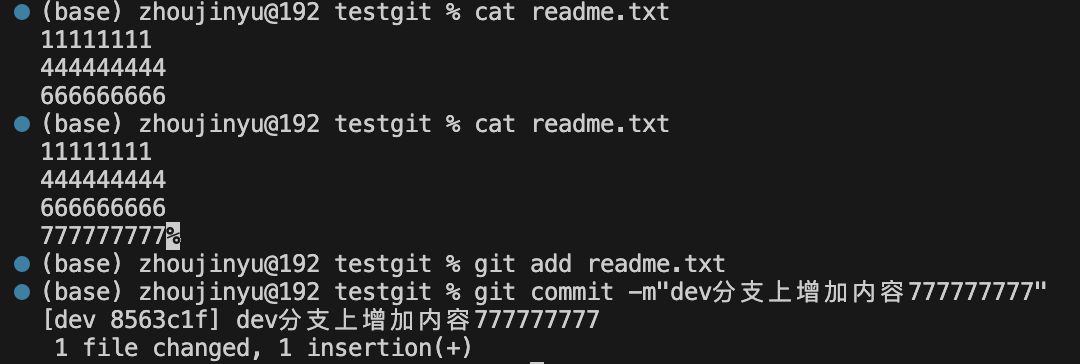 (base) zhoujinyu@192 testgit % cat readme.txt
11111111
444444444
666666666
(base) zhoujinyu@192 testgit % cat readme.txt
11111111
444444444
666666666
777777777%
(base) zhoujinyu@192 testgit % git add readme.txt
(base) zhoujinyu@192 testgit % git commit -m"dev分支上增加内容777777777"
[dev 8563c1f] dev分支上增加内容777777777
 1 file changed, 1 insertion(+)